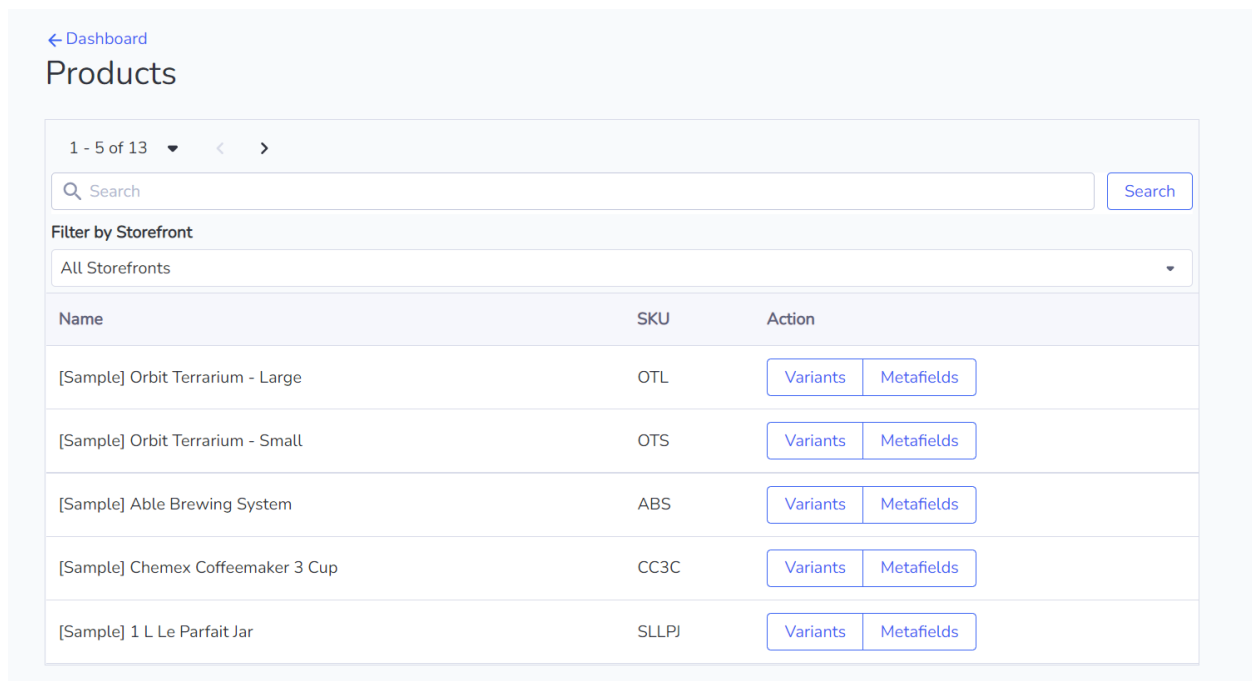 Dashboard
Products
1 - 5 of 13
Search Search
Filter by Storefront
All Storefronts
Name SKU Action
[Sample] Orbit Terrarium - Large OTL Variants Metafields
[Sample] Orbit Terrarium - Small OTS Variants Metafields
[Sample] Able Brewing System ABS Variants Metafields
[Sample] Chemex Coffeemaker 3 Cup CC3C Variants Metafields
[Sample] 1 L Le Parfait Jar SLLPJ Variants Metafields